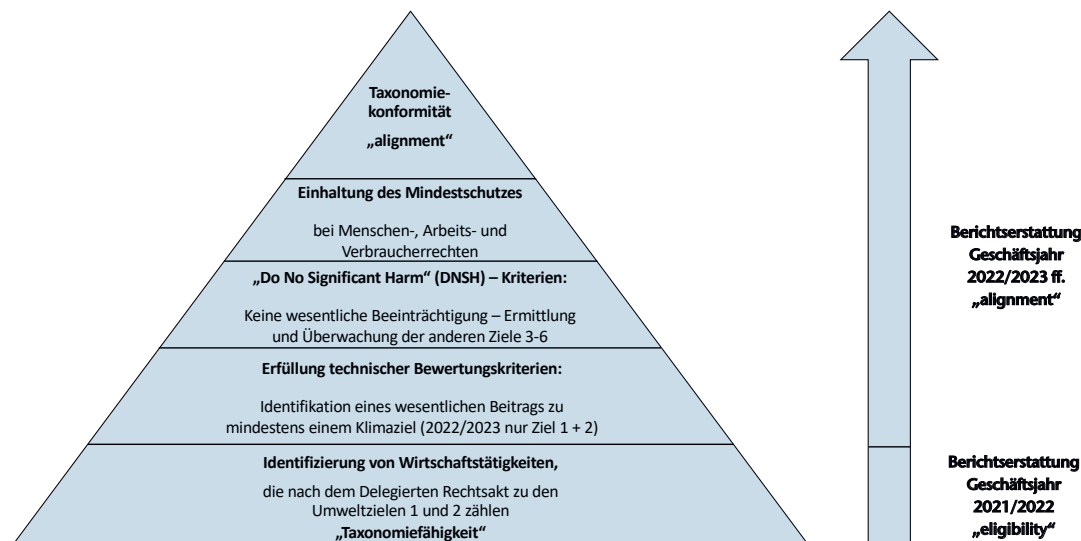 Taxonomie-
konformität
„alignment“
Einhaltung des Mindestschutzes
bei Menschen-, Arbeits- und
Verbraucherrechten
„Do No Significant Harm“ (DNSH) – Kriterien:
Keine wesentliche Beeinträchtigung – Ermittlung
und Überwachung der anderen Ziele 3-6
Erfüllung technischer Bewertungskriterien:
Identifikation eines wesentlichen Beitrags zu
mindestens einem Klimaziel (2022/2023 nur Ziel 1 + 2)
Identifizierung von Wirtschaftstätigkeiten,
die nach dem Delegierten Rechtsakt zu den
Umweltzielen 1 und 2 zählen
„Taxonomiefähigkeit“
Berichtserstattung
Geschäftsjahr
2022/2023 ff.
„alignment“
Berichtserstattung
Geschäftsjahr
2021/2022
„eligibility“